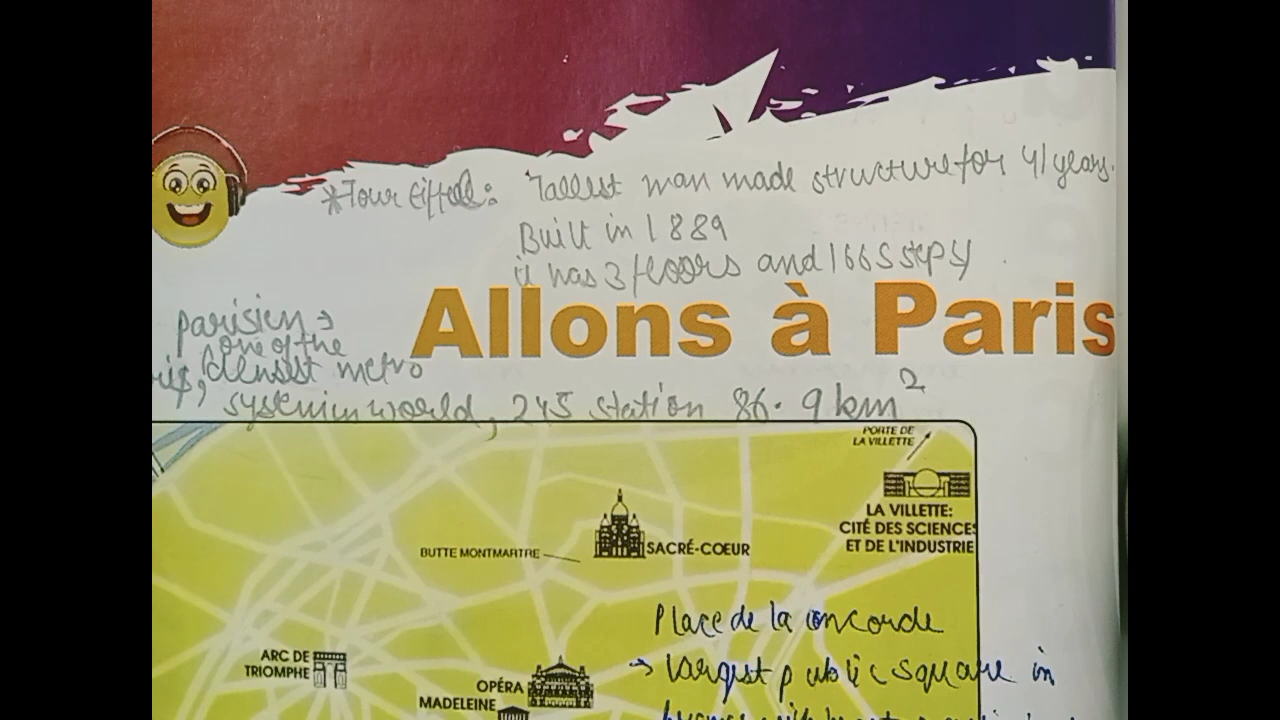 *Tour Eiffel: Tallest man made structure for 41 years.
Built in 1889
it has 3 floors and 1665 steps
Allons à Paris
parisien →
one of the
densest metro
system in world, 245 station 86.9km²
PORTE DE
LA VILLETTE
LA VILLETTE:
CITÉ DES SCIENCES
ET DE L'INDUSTRIE
SACRÉ-COEUR
BUTTE MONTMARTRE
Place de la concorde
→ largest public square in
ARC DE
TRIOMPHE
OPÉRA
MADELEINE